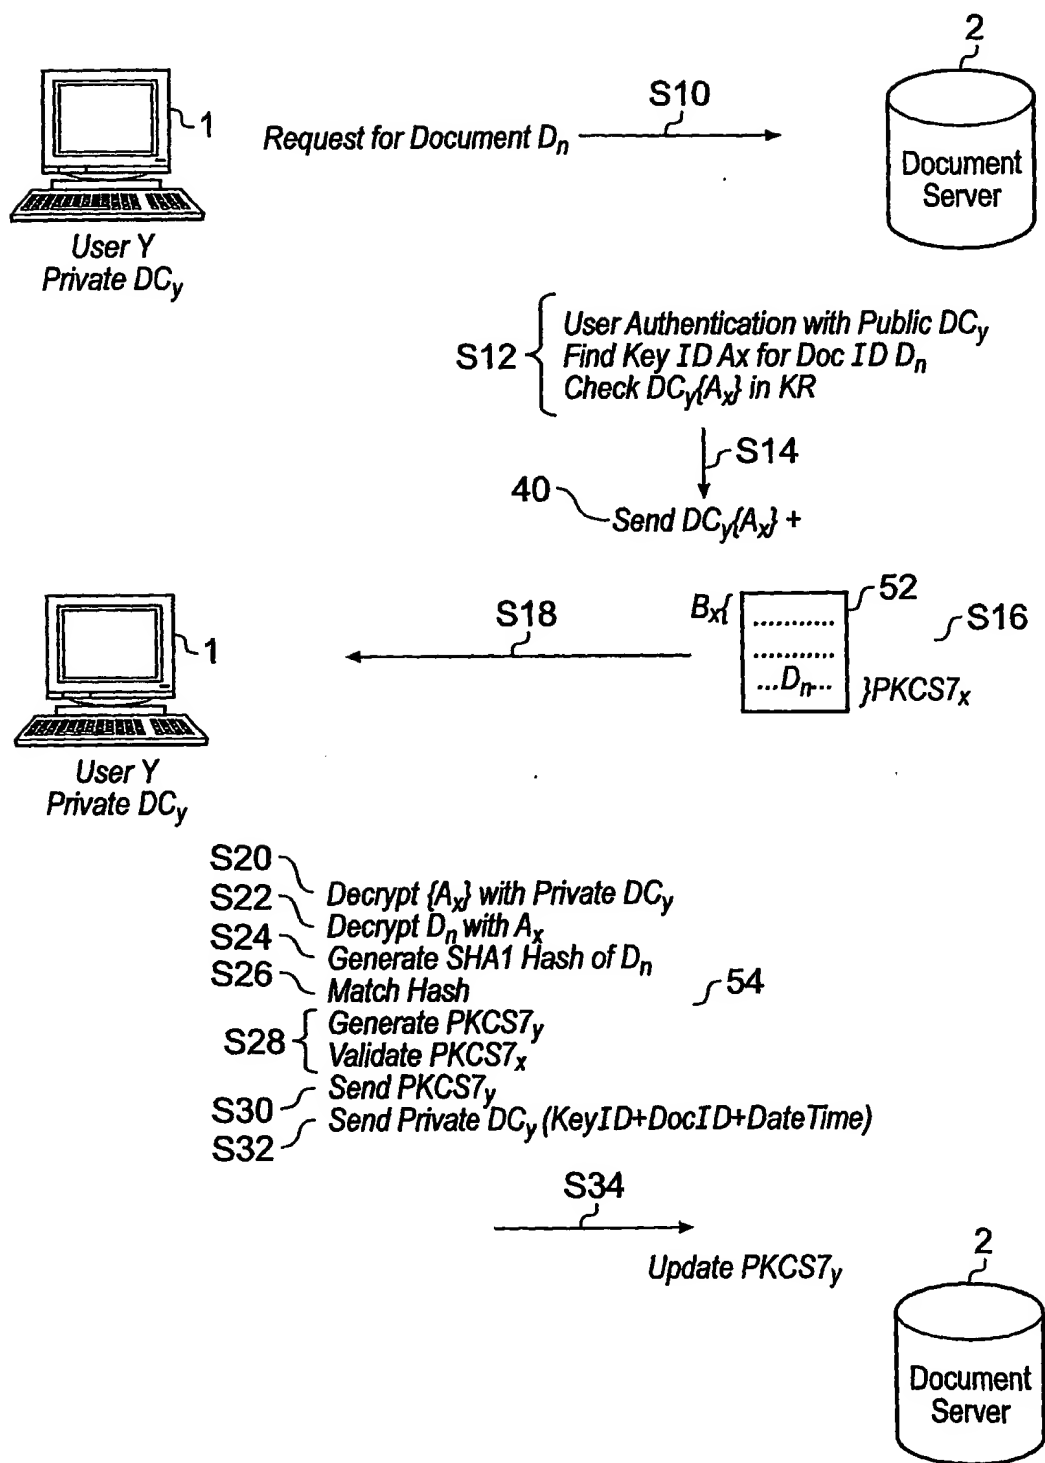 2
S10
1
Request for Document Dn
Document
Server
User Y
Private DCy
S12
User Authentication with Public DCy
Find Key ID Ax for Doc ID Dn
Check DCy{Ax} in KR
S14
40
Send DCy{Ax} +
S18
Bx{
52
S16
1
...........
...........
...Dn...
}PKCS7x
User Y
Private DCy
S20
Decrypt {Ax} with Private DCy
S22
Decrypt Dn with Ax
S24
Generate SHA1 Hash of Dn
S26
Match Hash
54
S28
Generate PKCS7y
Validate PKCS7x
Send PKCS7y
S30
Send Private DCy (KeyID+DocID+DateTime)
S32
S34
Update PKCS7y
2
Document
Server